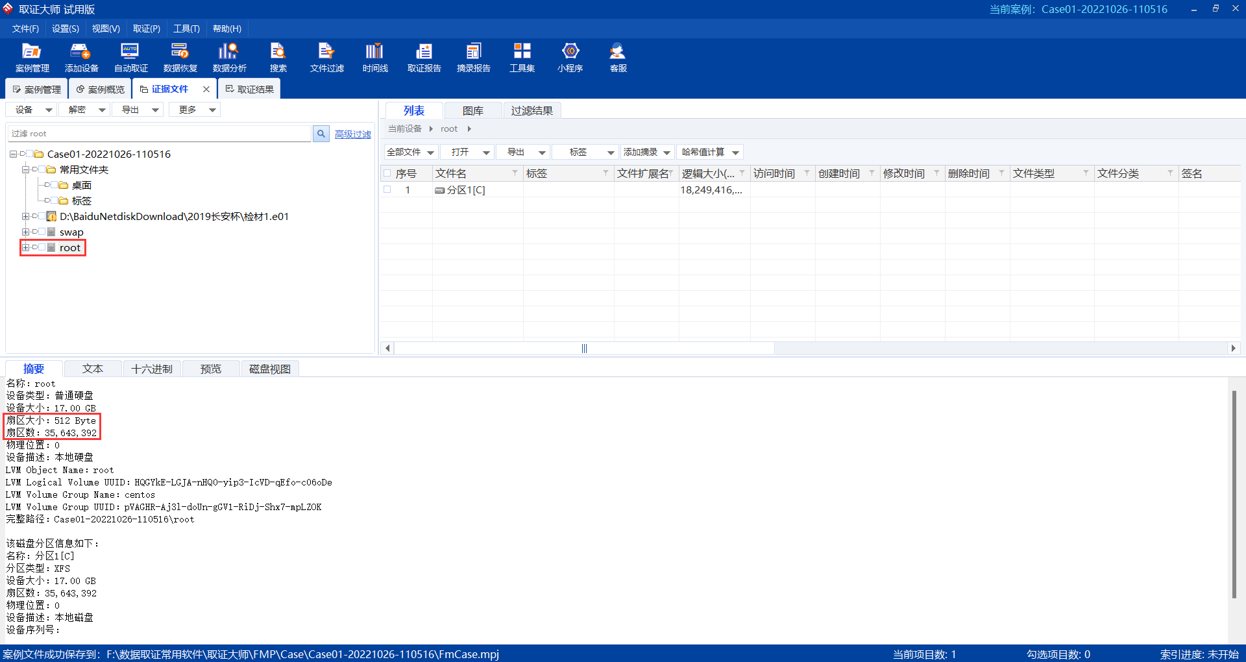 取证大师 试用版
当前案例: Case01-20221026-110516
文件(F) 设置(S) 视图(V) 取证(P) 工具(T) 帮助(H)
案例管理 添加设备 自动取证 数据恢复 数据分析 搜索 文件过滤 时间线 取证报告 摘录报告 工具集 小程序 客服
案例管理 案例概览 证据文件 取证结果
设备 解密 导出 更多
过滤 root 高级过滤
Case01-20221026-110516
常用文件夹
桌面
标签
D:\BaiduNetdiskDownload\2019长安杯\检材1.e01
swap
root
列表 图库 过滤结果
当前设备 root
全部文件 打开 导出 标签 添加摘录 哈希值计算
序号 文件名 标签 文件扩展名 逻辑大小(... 访问时间 创建时间 修改时间 删除时间 文件类型 文件分类 签名
1 分区1[C] 18,249,416,...
摘要 文本 十六进制 预览 磁盘视图
名称: root
设备类型: 普通硬盘
设备大小: 17.00 GB
扇区大小: 512 Byte
扇区数: 35,643,392
物理位置: 0
设备描述: 本地硬盘
LVM Object Name: root
LVM Logical Volume UUID: HQGYkE-LGJA-nHQ0-yip3-IcVD-qEfo-c06oDe
LVM Volume Group Name: centos
LVM Volume Group UUID: pVAGHR-Aj3l-doUn-gGV1-RiDj-Shx7-mpLZOK
完整路径: Case01-20221026-110516\root
该磁盘分区信息如下:
名称: 分区1[C]
分区类型: XFS
设备大小: 17.00 GB
扇区数: 35,643,392
物理位置: 0
设备描述: 本地磁盘
设备序列号:
案例文件成功保存到: F:\数据取证常用软件\取证大师\FMP\Case\Case01-20221026-110516\FmCase.mpj
当前项目数: 1 勾选项目数: 0 索引进度: 未开始